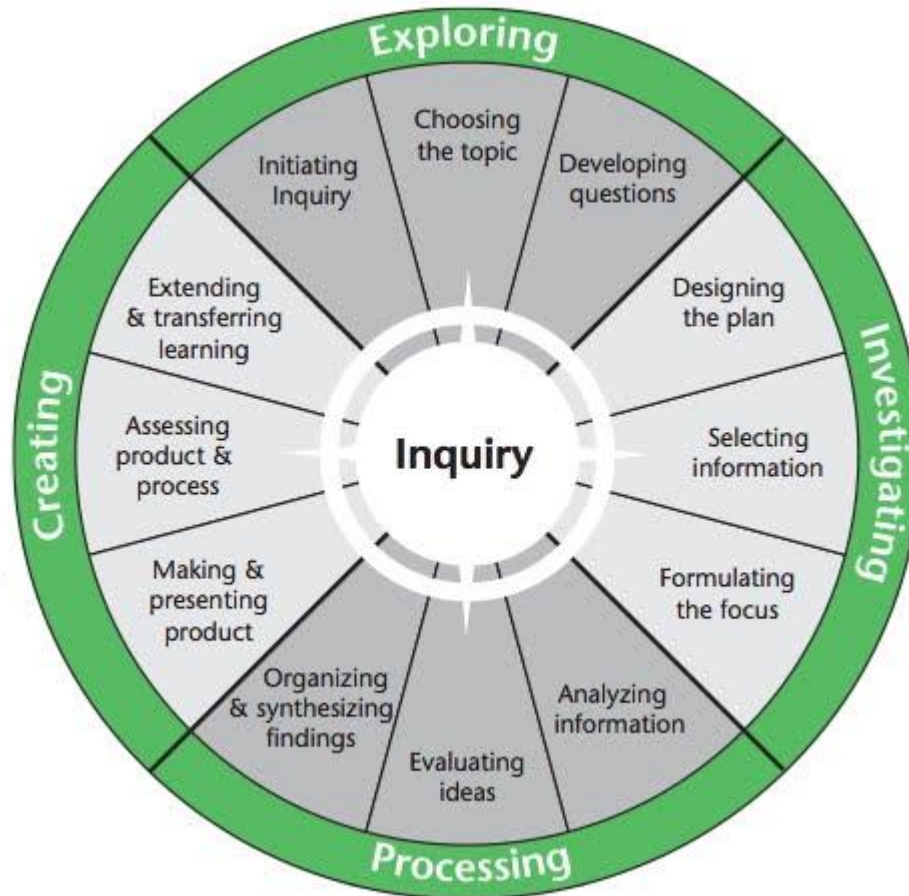 Exploring
Initiating
Inquiry
Choosing
the topic
Developing
questions
Investigating
Designing
the plan
Selecting
information
Formulating
the focus
Processing
Analyzing
information
Evaluating
ideas
Organizing
& synthesizing
findings
Creating
Making &
presenting
product
Assessing
product &
process
Extending
& transferring
learning
Inquiry